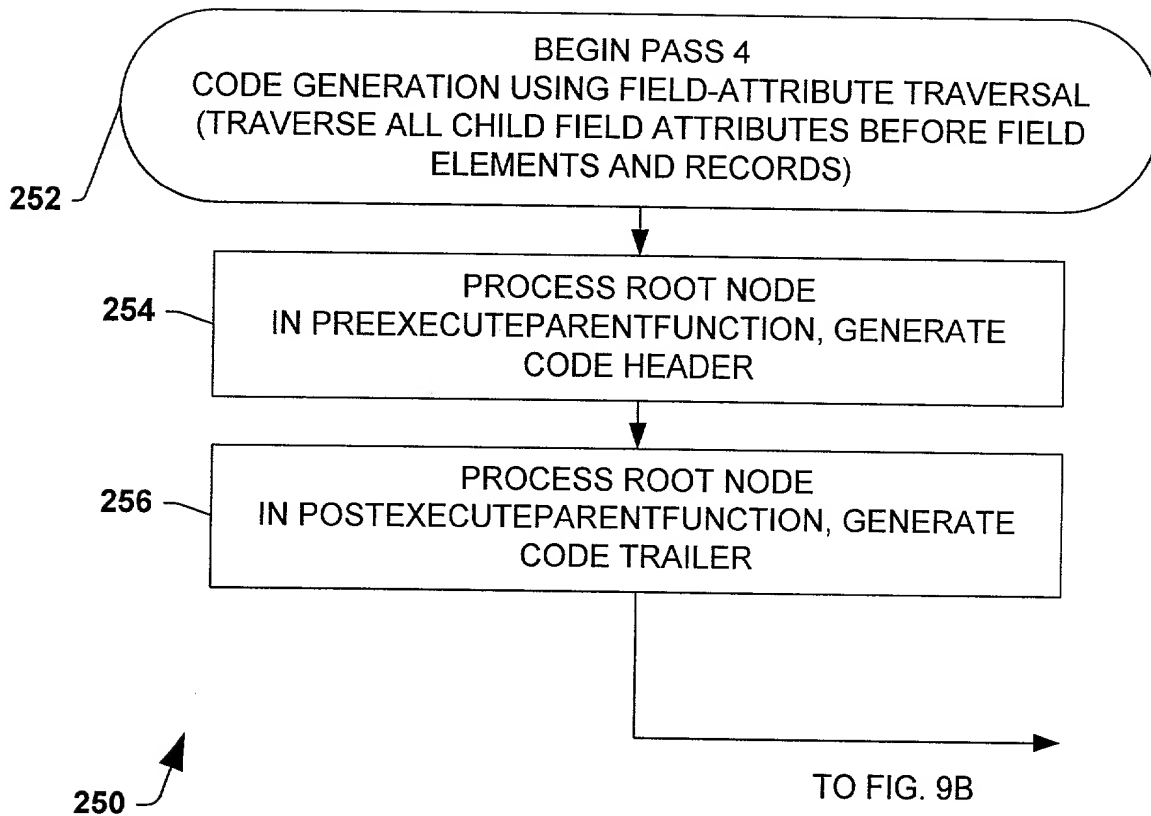 BEGIN PASS 4
CODE GENERATION USING FIELD-ATTRIBUTE TRAVERSAL
(TRAVERSE ALL CHILD FIELD ATTRIBUTES BEFORE FIELD
ELEMENTS AND RECORDS)
252
PROCESS ROOT NODE
IN PREEXECUTEPARENTFUNCTION, GENERATE
CODE HEADER
254
PROCESS ROOT NODE
IN POSTEXECUTEPARENTFUNCTION, GENERATE
CODE TRAILER
256
TO FIG. 9B
250